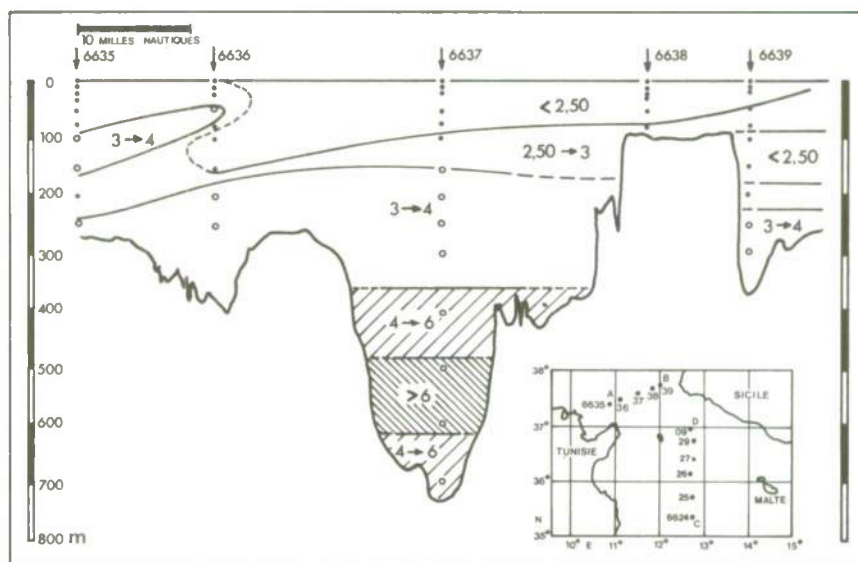 10 MILLES NAUTIQUES
6635 6636 6637 6638 6639
0
100
200
300
400
500
600
700
800 m
< 2,50
3→4
2,50→3
< 2,50
3→4
3→4
4→6
>6
4→6
38°
37°
36°
35°
N
10° E 11° 12° 13° 14° 15°
A
B
6635 36 37 38 39
SICILE
D
09
29
TUNISIE
27
26
MALTE
25
6624
C